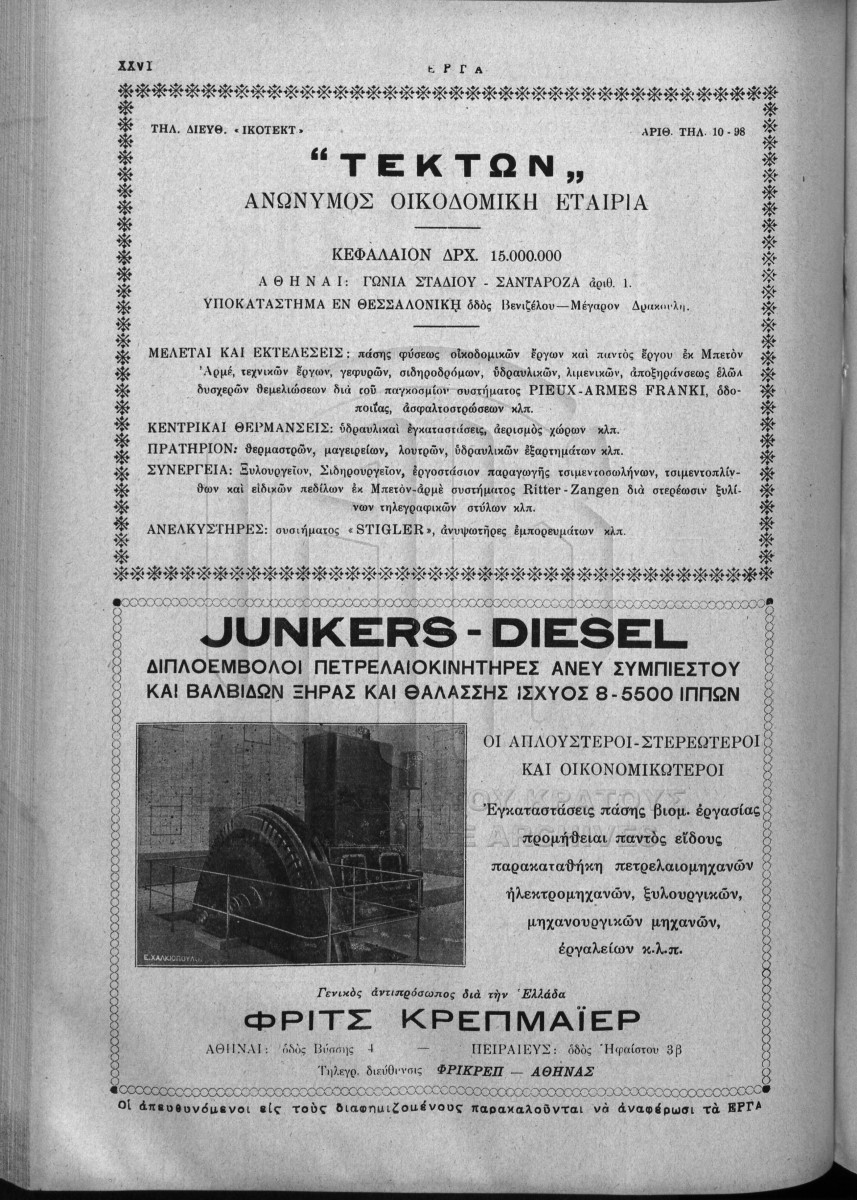 XXVI
ΕΡΓΑ
ΤΗΛ. ΔΙΕΥΘ. «ΙΚΟΤΕΚΤ»
ΑΡΙΘ. ΤΗΛ. 10 - 98
“ΤΕΚΤΩΝ„
ΑΝΩΝΥΜΟΣ ΟΙΚΟΔΟΜΙΚΗ ΕΤΑΙΡΙΑ
ΚΕΦΑΛΑΙΟΝ ΔΡΧ. 15.000.000
ΑΘΗΝΑΙ: ΓΩΝΙΑ ΣΤΑΔΙΟΥ - ΣΑΝΤΑΡΟΖΑ ἀριθ. 1.
ΥΠΟΚΑΤΑΣΤΗΜΑ ΕΝ ΘΕΣΣΑΛΟΝΙΚΗ ὁδὸς Βενιζέλου—Μέγαρον Δρακούλη.
ΜΕΛΕΤΑΙ ΚΑΙ ΕΚΤΕΛΕΣΕΙΣ: πάσης φύσεως οἰκοδομικῶν ἔργων καὶ παντὸς ἔργου ἐκ Μπετὸν
Ἀρμέ, τεχνικῶν ἔργων, γεφυρῶν, σιδηροδρόμων, ὑδραυλικῶν, λιμενικῶν, ἀποξηράνσεως ἑλῶν
δυσχερῶν θεμελιώσεων διὰ τοῦ παγκοσμίου συστήματος PIEUX-ARMES FRANKI, ὁδο-
ποιΐας, ἀσφαλτοστρώσεων κλπ.
ΚΕΝΤΡΙΚΑΙ ΘΕΡΜΑΝΣΕΙΣ: ὑδραυλικαὶ ἐγκαταστάσεις, ἀερισμὸς χώρων κλπ.
ΠΡΑΤΗΡΙΟΝ: θερμαστρῶν, μαγειρείων, λουτρῶν, ὑδραυλικῶν ἐξαρτημάτων κλπ.
ΣΥΝΕΡΓΕΙΑ: Ξυλουργεῖον, Σιδηρουργεῖον, ἐργοστάσιον παραγωγῆς τσιμεντοσωλήνων, τσιμεντοπλίν-
θων καὶ εἰδικῶν πεδίλων ἐκ Μπετὸν-ἀρμὲ συστήματος Ritter - Zangen διὰ στερέωσιν ξυλί-
νων τηλεγραφικῶν στύλων κλπ.
ΑΝΕΛΚΥΣΤΗΡΕΣ: συστήματος «STIGLER», ἀνυψωτῆρες ἐμπορευμάτων κλπ.
JUNKERS - DIESEL
ΔΙΠΛΟΕΜΒΟΛΟΙ ΠΕΤΡΕΛΑΙΟΚΙΝΗΤΗΡΕΣ ΑΝΕΥ ΣΥΜΠΙΕΣΤΟΥ
ΚΑΙ ΒΑΛΒΙΔΩΝ ΞΗΡΑΣ ΚΑΙ ΘΑΛΑΣΣΗΣ ΙΣΧΥΟΣ 8 - 5500 ΙΠΠΩΝ
ΟΙ ΑΠΛΟΥΣΤΕΡΟΙ-ΣΤΕΡΕΩΤΕΡΟΙ
ΚΑΙ ΟΙΚΟΝΟΜΙΚΩΤΕΡΟΙ
Ἐγκαταστάσεις πάσης βιομ. ἐργασίας
προμήθειαι παντὸς εἴδους
παρακαταθήκη πετρελαιομηχανῶν
ἠλεκτρομηχανῶν, ξυλουργικῶν,
μηχανουργικῶν μηχανῶν,
ἐργαλείων κ.λ.π.
Ε.ΧΑΛΚΙΟΠΟΥΛΟΣ
Γενικὸς ἀντιπρόσωπος διὰ τὴν Ἑλλάδα
ΦΡΙΤΣ ΚΡΕΠΜΑΪΕΡ
ΑΘΗΝΑΙ: ὁδὸς Βύσσης 4 — ΠΕΙΡΑΙΕΥΣ: ὁδὸς Ἡφαίστου 3β
Τηλεγρ. διεύθυνσις ΦΡΙΚΡΕΠ — ΑΘΗΝΑΣ
Οἱ ἀπευθυνόμενοι εἰς τοὺς διαφημιζομένους παρακαλοῦνται νὰ ἀναφέρωσι τὰ ΕΡΓΑ